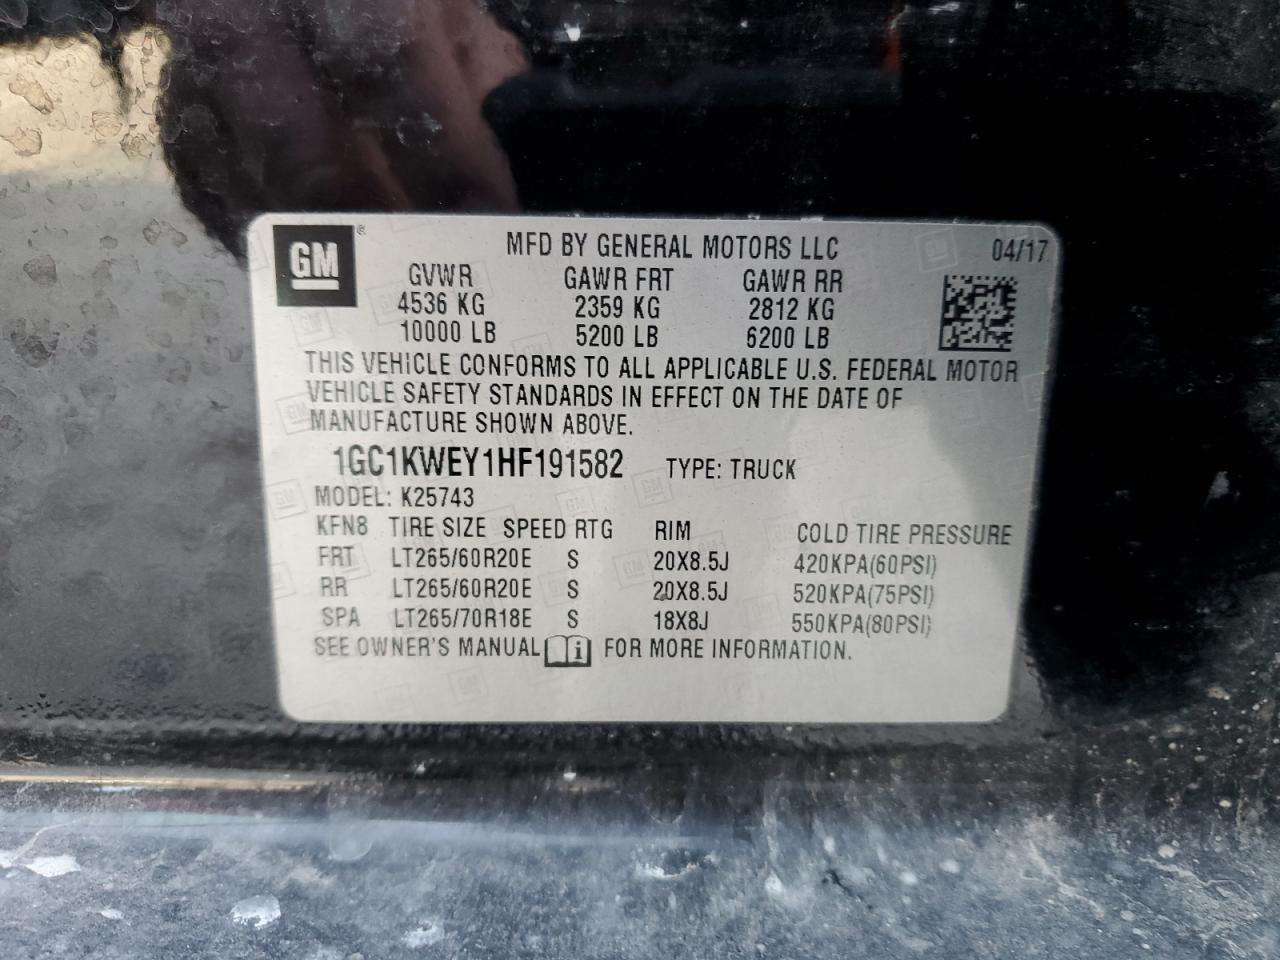 GM ®
MFD BY GENERAL MOTORS LLC 04/17
GVWR GAWR FRT GAWR RR
4536 KG 2359 KG 2812 KG
10000 LB 5200 LB 6200 LB
THIS VEHICLE CONFORMS TO ALL APPLICABLE U.S. FEDERAL MOTOR
VEHICLE SAFETY STANDARDS IN EFFECT ON THE DATE OF
MANUFACTURE SHOWN ABOVE.
1GC1KWEY1HF191582 TYPE: TRUCK
MODEL: K25743
KFN8 TIRE SIZE SPEED RTG RIM COLD TIRE PRESSURE
FRT LT265/60R20E S 20X8.5J 420KPA(60PSI)
RR LT265/60R20E S 20X8.5J 520KPA(75PSI)
SPA LT265/70R18E S 18X8J 550KPA(80PSI)
SEE OWNER'S MANUAL i FOR MORE INFORMATION.